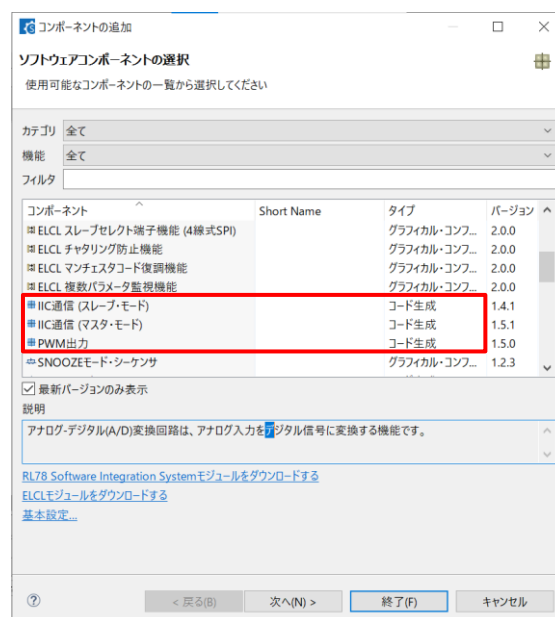 コンポーネントの追加
ソフトウェアコンポーネントの選択
使用可能なコンポーネントの一覧から選択してください
カテゴリ 全て
機能 全て
フィルタ
コンポーネント Short Name タイプ バージョン
ELCL スレーブセレクト端子機能 (4線式SPI) グラフィカル・コンフ... 2.0.0
ELCL チャタリング防止機能 グラフィカル・コンフ... 2.0.0
ELCL マンチェスタコード復調機能 グラフィカル・コンフ... 2.0.0
ELCL 複数パラメータ監視機能 グラフィカル・コンフ... 2.0.0
IIC通信 (スレーブ・モード) コード生成 1.4.1
IIC通信 (マスタ・モード) コード生成 1.5.1
PWM出力 コード生成 1.5.0
SNOOZEモード・シーケンサ グラフィカル・コンフ... 1.2.3
最新バージョンのみ表示
説明
アナログ-デジタル(A/D)変換回路は、アナログ入力をデジタル信号に変換する機能です。
RL78 Software Integration Systemモジュールをダウンロードする
ELCLモジュールをダウンロードする
基本設定...
< 戻る(B) 次へ(N) > 終了(F) キャンセル